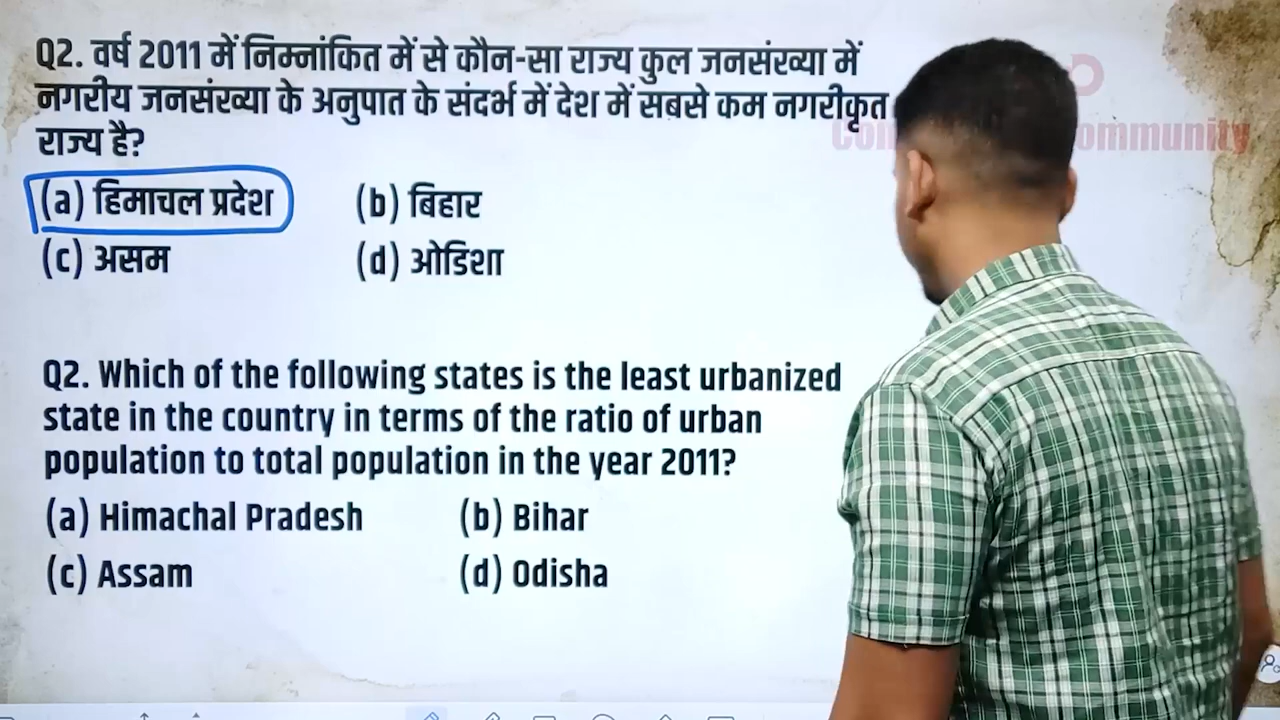 Q2. वर्ष 2011 में निम्नांकित में से कौन-सा राज्य कुल जनसंख्या में
नगरीय जनसंख्या के अनुपात के संदर्भ में देश में सबसे कम नगरीकृत
राज्य है?
(a) हिमाचल प्रदेश (b) बिहार
(c) असम (d) ओडिशा
Q2. Which of the following states is the least urbanized
state in the country in terms of the ratio of urban
population to total population in the year 2011?
(a) Himachal Pradesh (b) Bihar
(c) Assam (d) Odisha